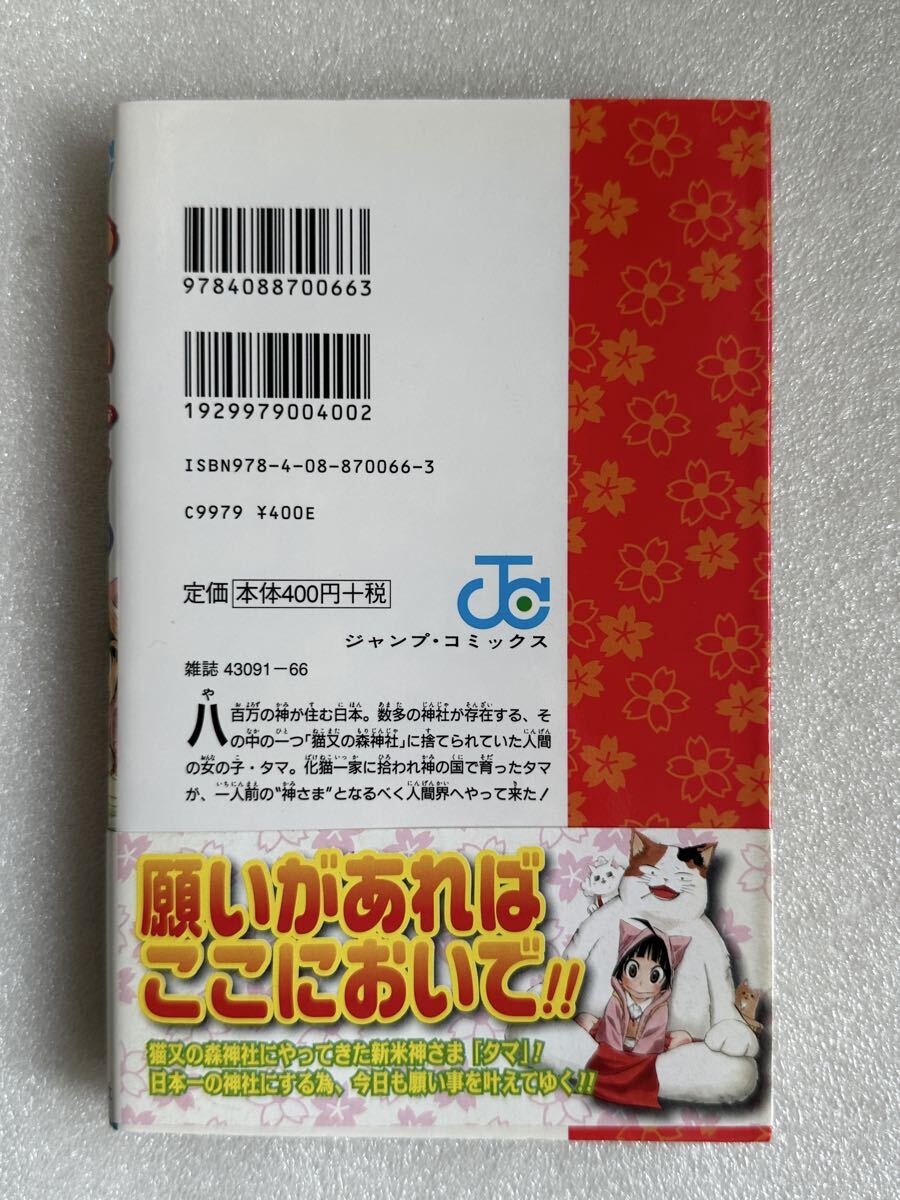 9784088700663
1929979004002
ISBN978-4-08-870066-3
C9979 ¥400E
定価 本体400円+税
ジャンプ・コミックス
雑誌 43091-66
八百万の神が住む日本。数多の神社が存在する、そ
の中の一つ「猫又の森神社」に捨てられていた人間
の女の子・タマ。化猫一家に拾われ神の国で育ったタマ
が、一人前の"神さま"となるべく人間界へやって来た!
願いがあれば
ここにおいで!!
猫又の森神社にやってきた新米神さま「タマ」!
日本一の神社にする為、今日も願い事を叶えてゆく!!